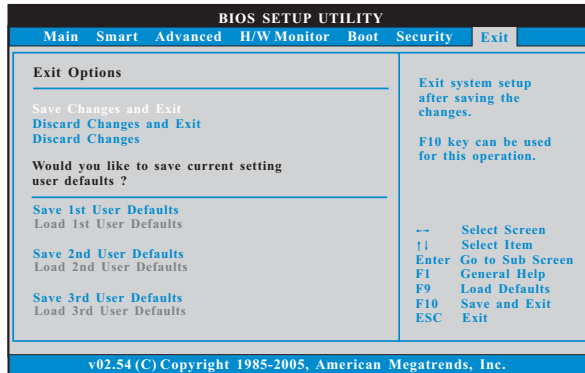 BIOS SETUP UTILITY
Main Smart Advanced H/W Monitor Boot Security Exit
Exit Options
Save Changes and Exit
Discard Changes and Exit
Discard Changes
Would you like to save current setting
user defaults ?
Save 1st User Defaults
Load 1st User Defaults
Save 2nd User Defaults
Load 2nd User Defaults
Save 3rd User Defaults
Load 3rd User Defaults
Exit system setup
after saving the
changes.
F10 key can be used
for this operation.
←→ Select Screen
↑↓ Select Item
Enter Go to Sub Screen
F1 General Help
F9 Load Defaults
F10 Save and Exit
ESC Exit
v02.54 (C) Copyright 1985-2005, American Megatrends, Inc.